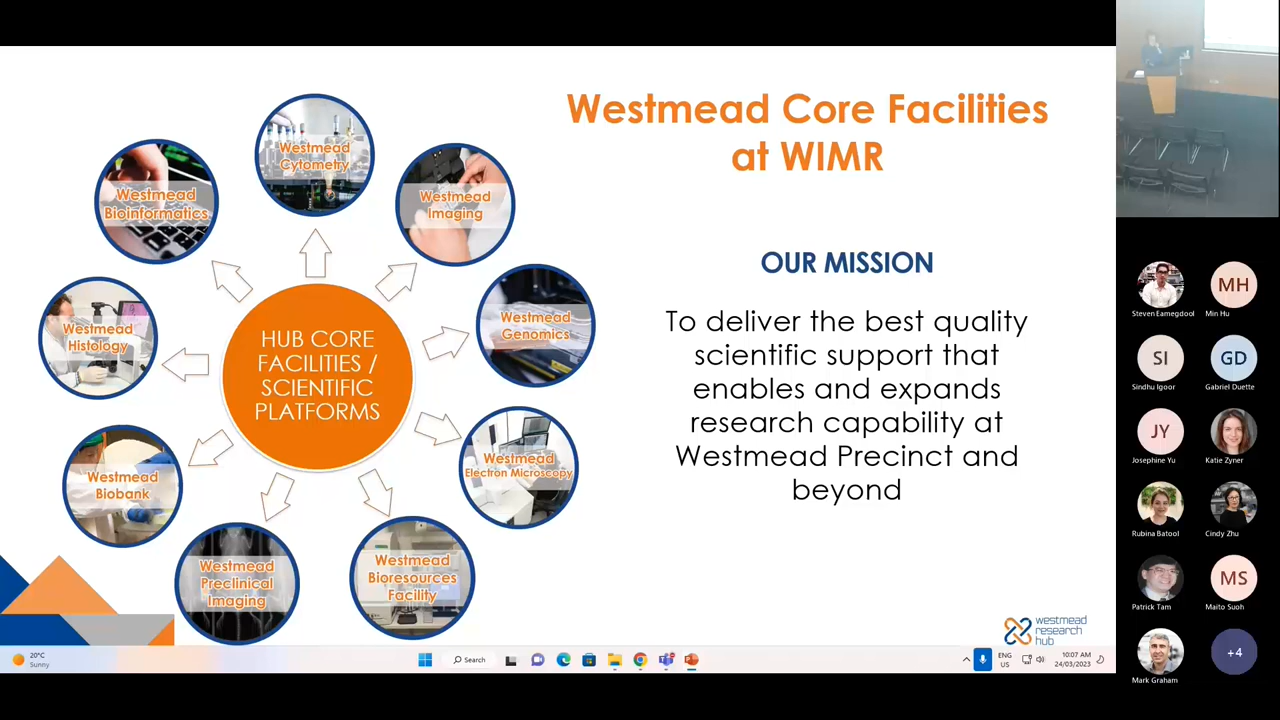 Westmead Core Facilities
at WIMR
OUR MISSION
To deliver the best quality
scientific support that
enables and expands
research capability at
Westmead Precinct and
beyond
HUB CORE
FACILITIES /
SCIENTIFIC
PLATFORMS
Westmead
Cytometry
Westmead
Imaging
Westmead
Genomics
Westmead
Electron Microscopy
Westmead
Bioresources
Facility
Westmead
Preclinical
Imaging
Westmead
Biobank
Westmead
Histology
Westmead
Bioinformatics
westmead
research
hub
20°C
Sunny
Search
ENG
US
10:07 AM
24/03/2023
Steven Eamegdool
MH
Min Hu
SI
Sindhu Igoor
GD
Gabriel Duette
JY
Josephine Yu
Katie Zyner
Rubina Batool
Cindy Zhu
Patrick Tam
MS
Maito Suoh
Mark Graham
+4